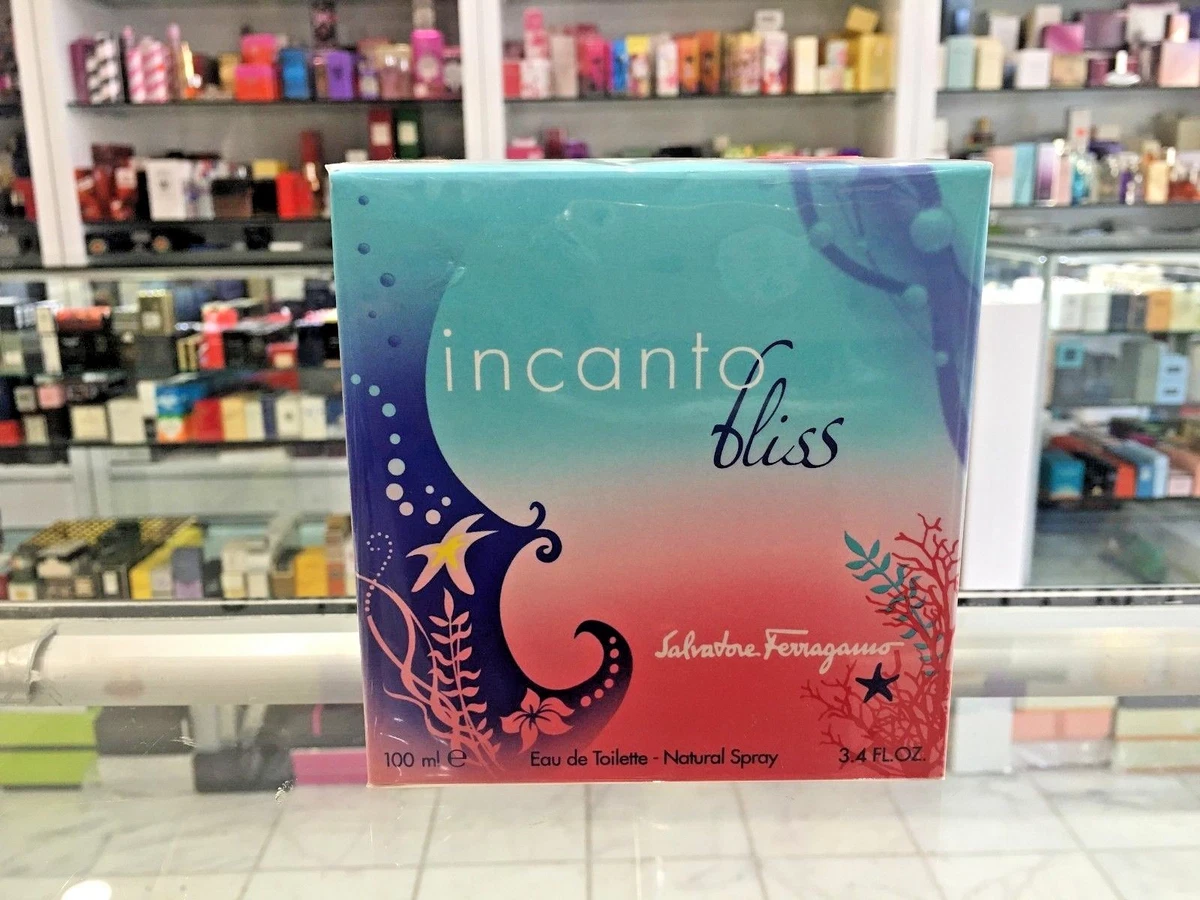 incanto
bliss
Salvatore Ferragamo
100 ml ℮ Eau de Toilette - Natural Spray 3.4 FL.OZ.